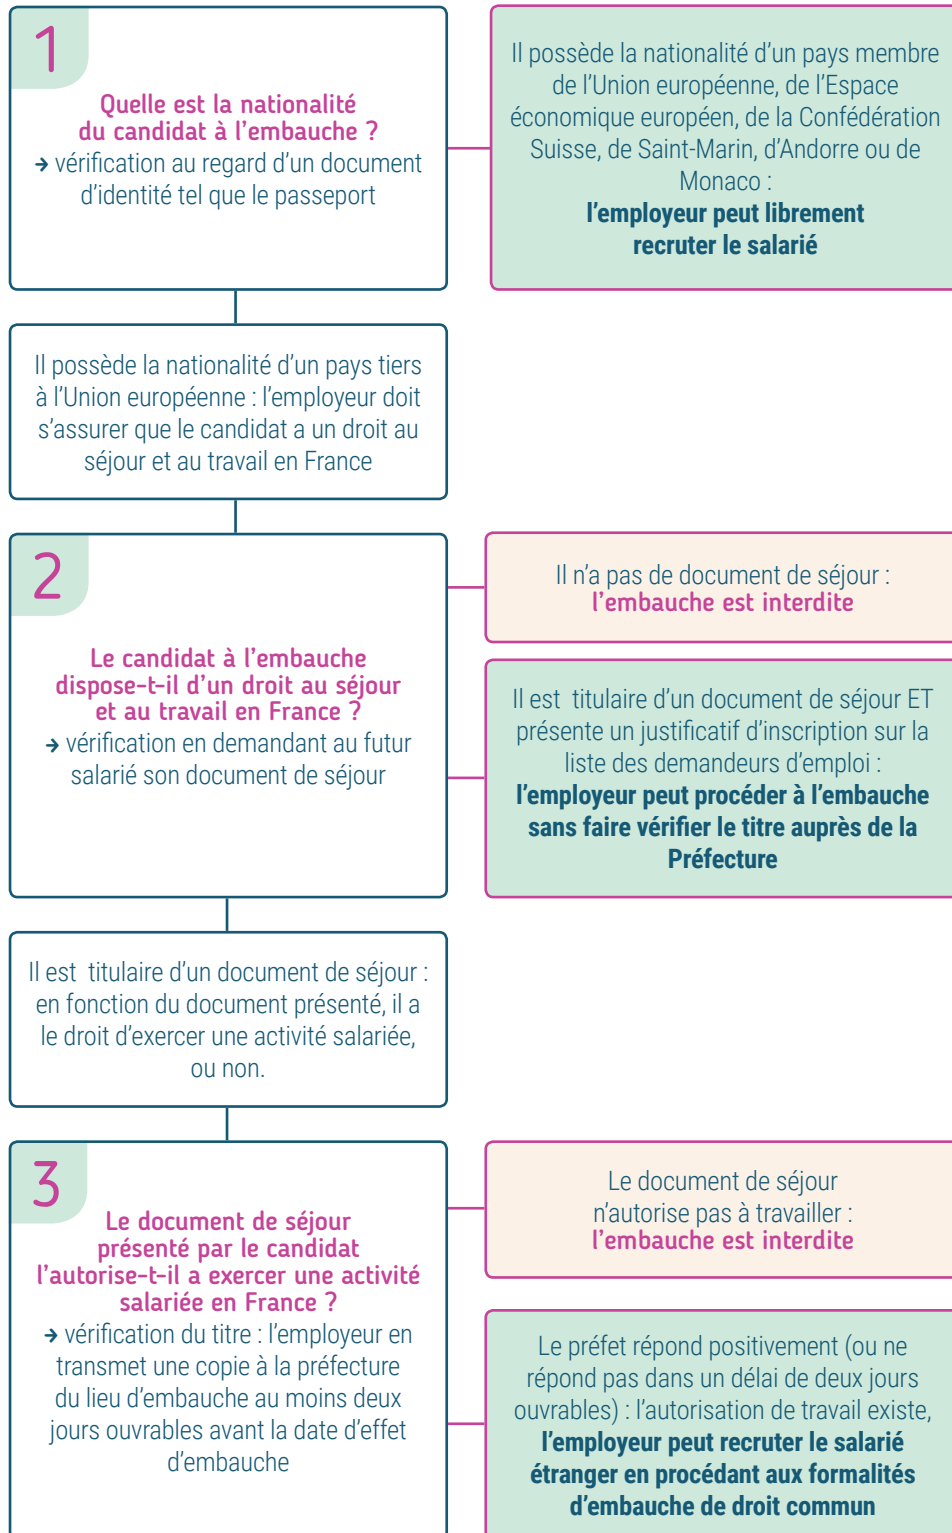 1
Quelle est la nationalité
du candidat à l’embauche ?
→ vérification au regard d’un document
d’identité tel que le passeport
Il possède la nationalité d’un pays membre
de l’Union européenne, de l’Espace
économique européen, de la Confédération
Suisse, de Saint-Marin, d’Andorre ou de
Monaco :
l’employeur peut librement
recruter le salarié
Il possède la nationalité d’un pays tiers
à l’Union européenne : l’employeur doit
s’assurer que le candidat a un droit au
séjour et au travail en France
2
Le candidat à l’embauche
dispose-t-il d’un droit au séjour
et au travail en France ?
→ vérification en demandant au futur
salarié son document de séjour
Il n’a pas de document de séjour :
l’embauche est interdite
Il est  titulaire d’un document de séjour ET
présente un justificatif d’inscription sur la
liste des demandeurs d’emploi :
l’employeur peut procéder à l’embauche
sans faire vérifier le titre auprès de la
Préfecture
Il est  titulaire d’un document de séjour :
en fonction du document présenté, il a
le droit d’exercer une activité salariée,
ou non.
3
Le document de séjour
présenté par le candidat
l’autorise-t-il a exercer une activité
salariée en France ?
→ vérification du titre : l’employeur en
transmet une copie à la préfecture
du lieu d’embauche au moins deux
jours ouvrables avant la date d’effet
d’embauche
Le document de séjour
n’autorise pas à travailler :
l’embauche est interdite
Le préfet répond positivement (ou ne
répond pas dans un délai de deux jours
ouvrables) : l’autorisation de travail existe,
l’employeur peut recruter le salarié
étranger en procédant aux formalités
d’embauche de droit commun